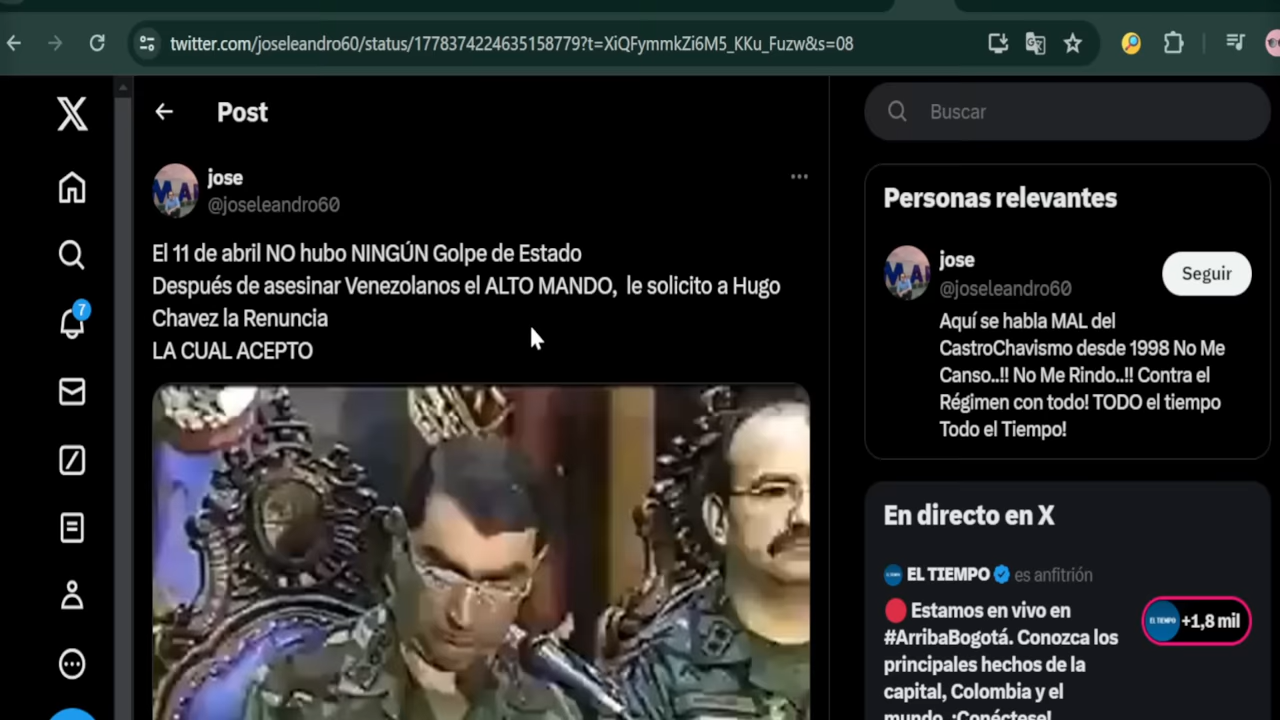 twitter.com/joseleandro60/status/1778374224635158779?t=XiQFymmkZi6M5_KKu_Fuzw&s=08
Post
jose
@joseleandro60
El 11 de abril NO hubo NINGÚN Golpe de Estado
Después de asesinar Venezolanos el ALTO MANDO,  le solicito a Hugo
Chavez la Renuncia
LA CUAL ACEPTO
7
Buscar
Personas relevantes
jose
@joseleandro60
Seguir
Aquí se habla MAL del
CastroChavismo desde 1998 No Me
Canso..!! No Me Rindo..!! Contra el
Régimen con todo! TODO el tiempo
Todo el Tiempo!
En directo en X
EL TIEMPO es anfitrión
Estamos en vivo en
#ArribaBogotá. Conozca los
principales hechos de la
capital, Colombia y el
mundo. ¡Conéctese!
EL TIEMPO +1,8 mil